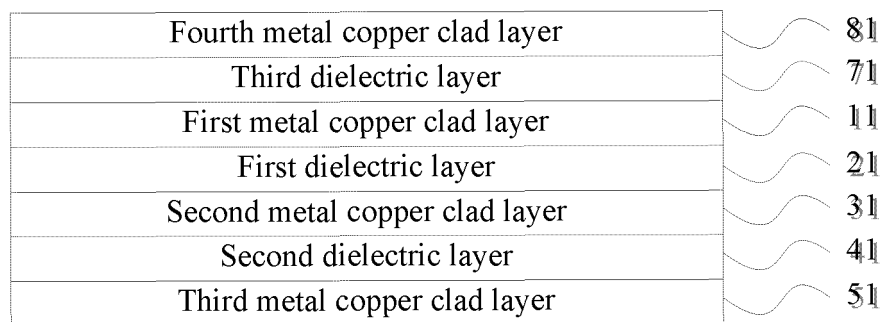 Fourth metal copper clad layer 81
Third dielectric layer 71
First metal copper clad layer 11
First dielectric layer 21
Second metal copper clad layer 31
Second dielectric layer 41
Third metal copper clad layer 51